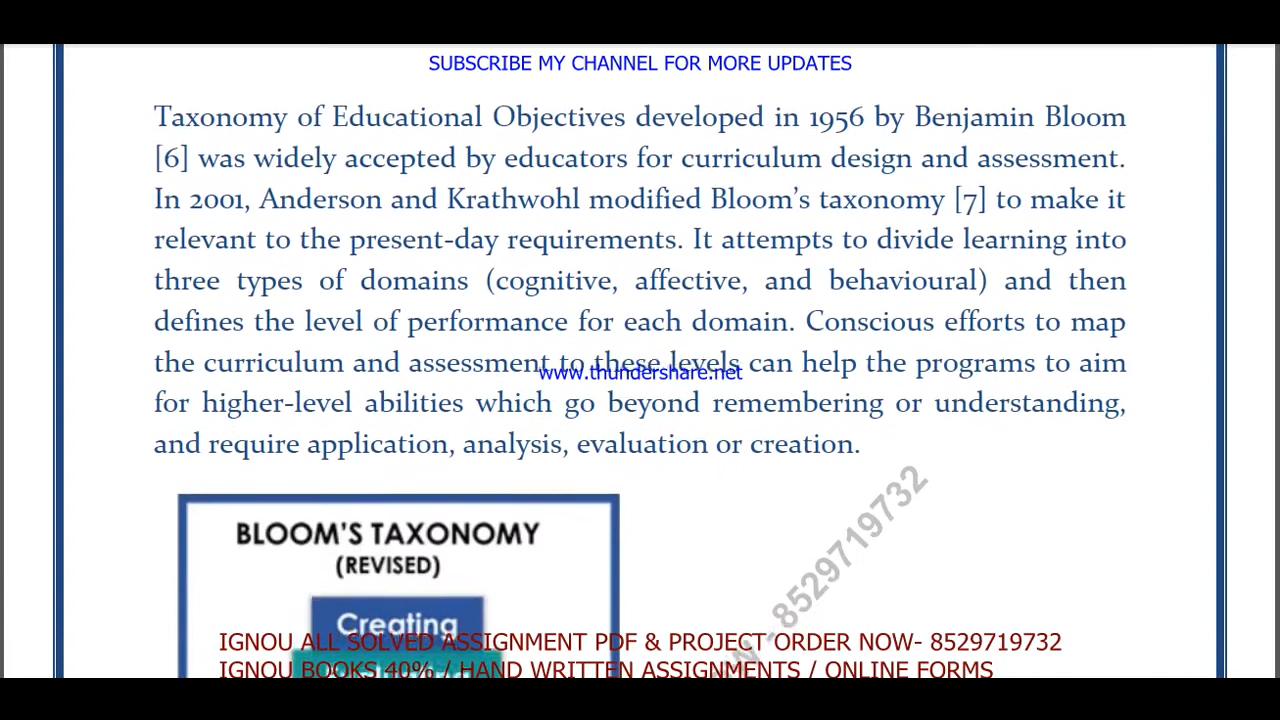 SUBSCRIBE MY CHANNEL FOR MORE UPDATES
Taxonomy of Educational Objectives developed in 1956 by Benjamin Bloom
[6] was widely accepted by educators for curriculum design and assessment.
In 2001, Anderson and Krathwohl modified Bloom's taxonomy [7] to make it
relevant to the present-day requirements. It attempts to divide learning into
three types of domains (cognitive, affective, and behavioural) and then
defines the level of performance for each domain. Conscious efforts to map
the curriculum and assessment to these levels can help the programs to aim
www.thundershare.net
for higher-level abilities which go beyond remembering or understanding,
and require application, analysis, evaluation or creation.
BLOOM'S TAXONOMY
(REVISED)
Creating
- 8529719732
IGNOU ALL SOLVED ASSIGNMENT PDF & PROJECT ORDER NOW- 8529719732
IGNOU BOOKS 40% / HAND WRITTEN ASSIGNMENTS / ONLINE FORMS